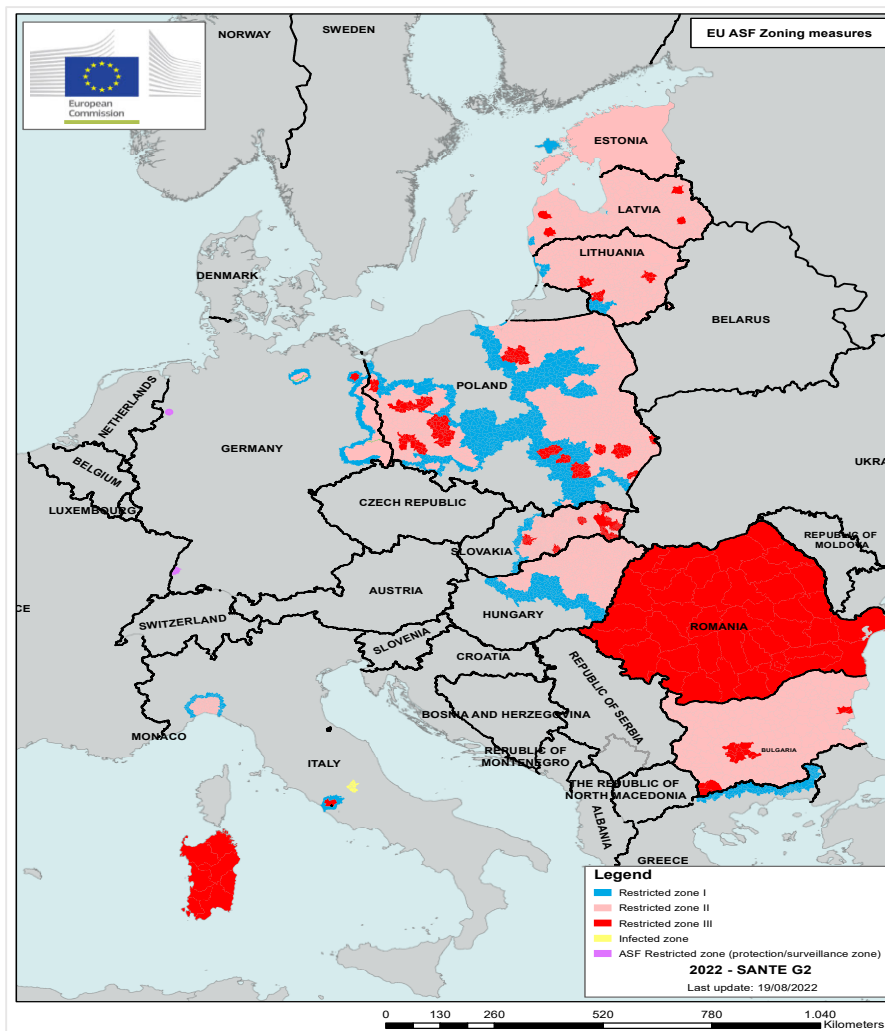 NORWAY
SWEDEN
EU ASF Zoning measures
European
Commission
ESTONIA
LATVIA
LITHUANIA
DENMARK
BELARUS
NETHERLANDS
POLAND
GERMANY
BELGIUM
UKRA
LUXEMBOURG
CZECH REPUBLIC
SLOVAKIA
REPUBLIC OF
MOLDOVA
AUSTRIA
CE
SWITZERLAND
HUNGARY
ROMANIA
SLOVENIA
CROATIA
REPUBLIC OF SERBIA
BOSNIA AND HERZEGOVINA
MONACO
REPUBLIC OF
MONTENEGRO
BULGARIA
ITALY
THE REPUBLIC OF
NORTH MACEDONIA
ALBANIA
GREECE
Legend
Restricted zone I
Restricted zone II
Restricted zone III
Infected zone
ASF Restricted zone (protection/surveillance zone)
2022 - SANTE G2
Last update: 19/08/2022
0 130 260 520 780 1.040
Kilometers